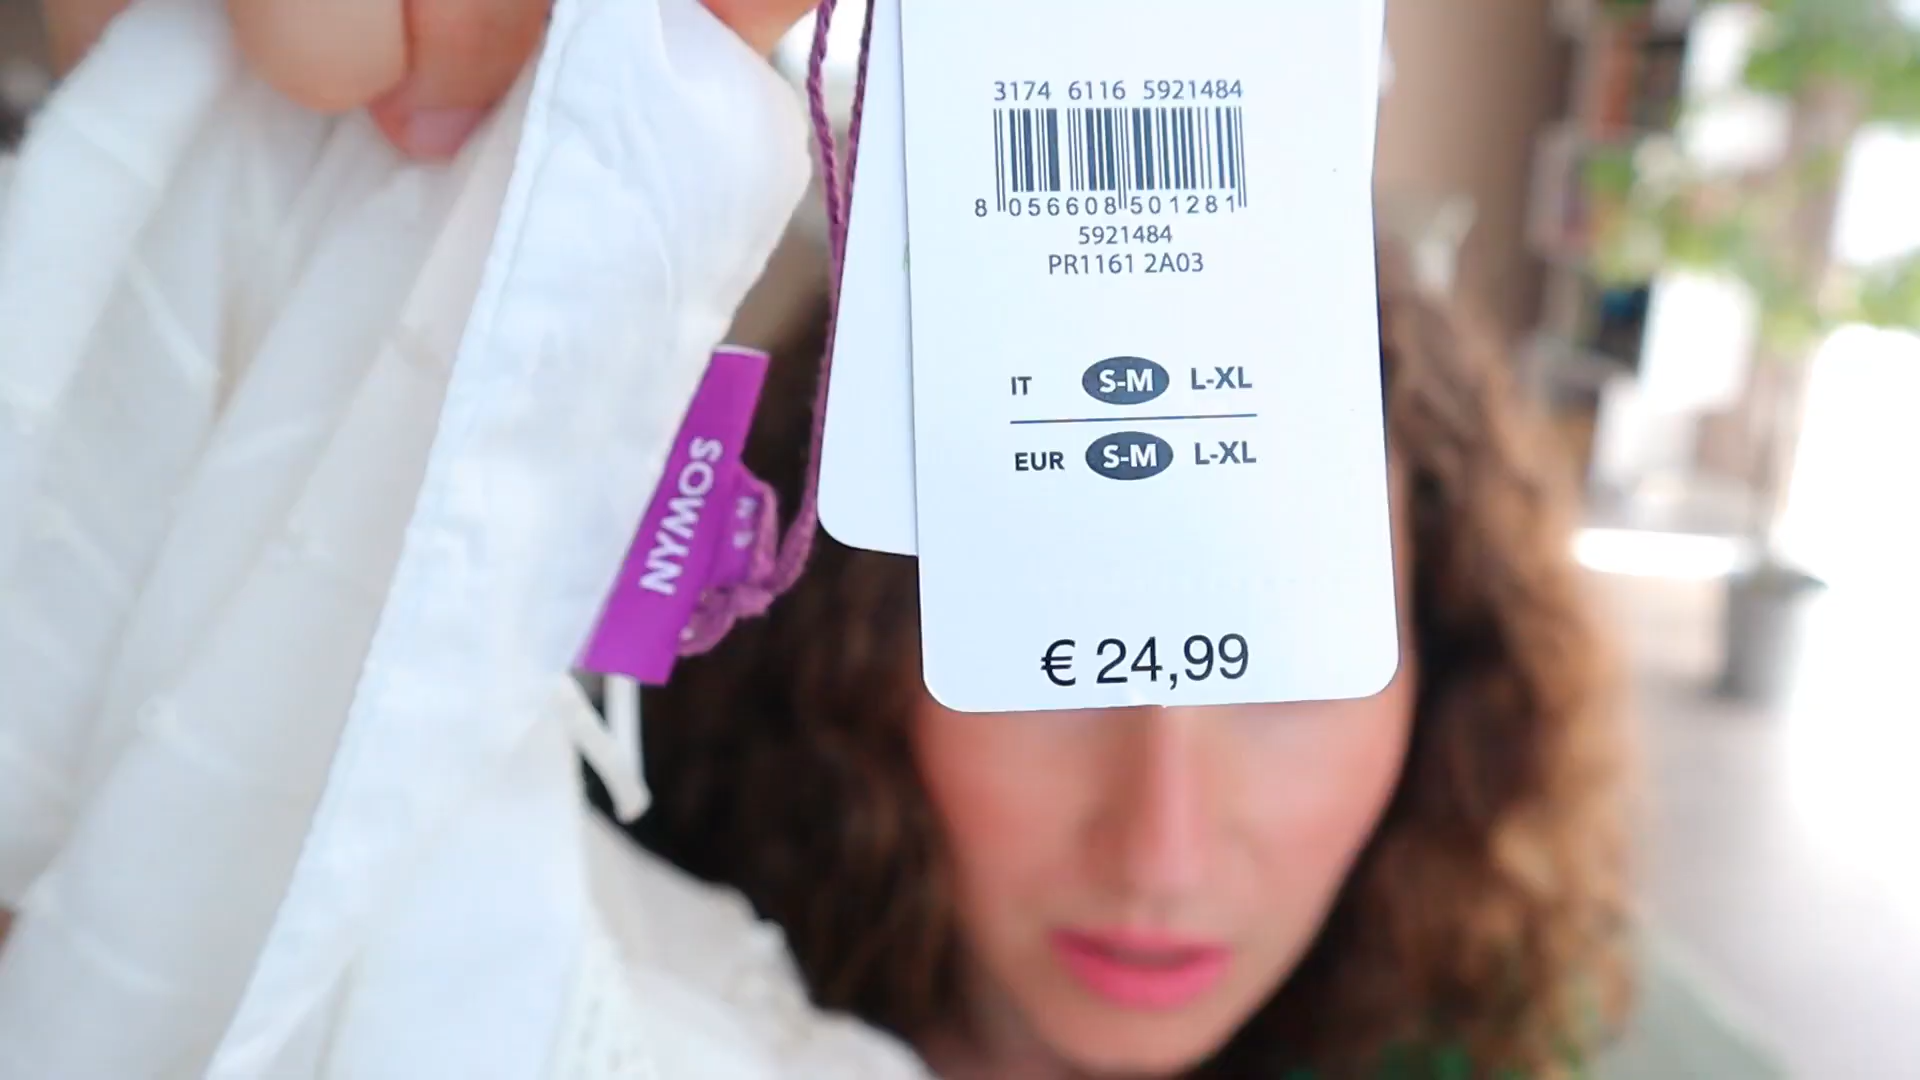 3174 6116 5921484
8 056608 501281
5921484
PR1161 2A03
IT S-M L-XL
EUR S-M L-XL
€ 24,99
NYMOS